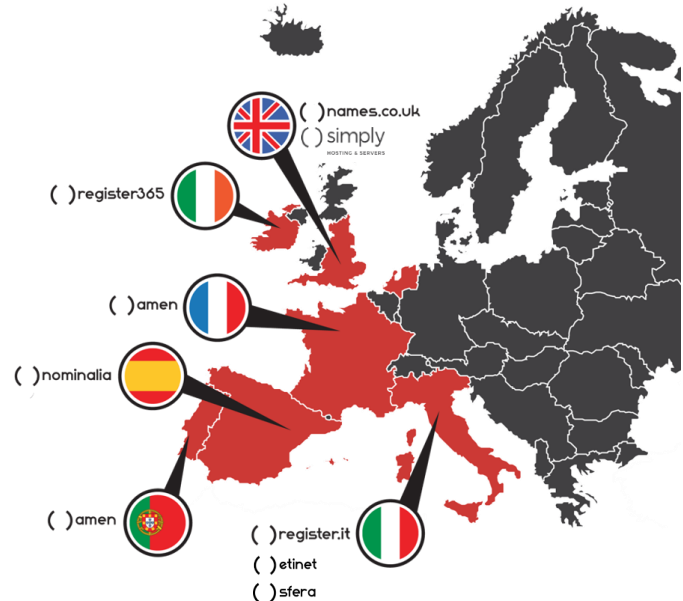 ( )names.co.uk
( )simply
HOSTING & SERVERS
( )register365
( )amen
( )nominalia
( )amen
( )register.it
( )etinet
( )sfera